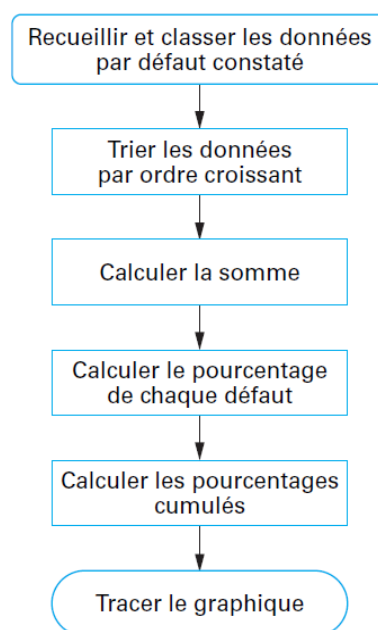 Recueillir et classer les données
par défaut constaté
Trier les données
par ordre croissant
Calculer la somme
Calculer le pourcentage
de chaque défaut
Calculer les pourcentages
cumulés
Tracer le graphique